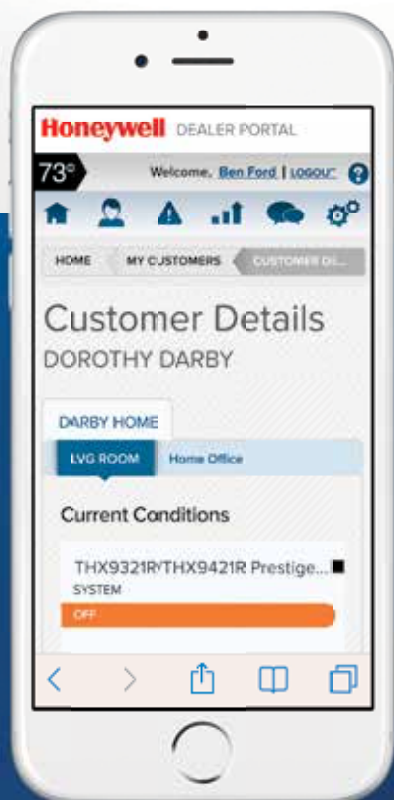 Honeywell DEALER PORTAL
73° Welcome, Ben Ford | LOGOUT ?
HOME MY CUSTOMERS CUSTOMER DE...
Customer Details
DOROTHY DARBY
DARBY HOME
LVG ROOM Home Office
Current Conditions
THX9321R/THX9421R Prestige...
SYSTEM
OFF